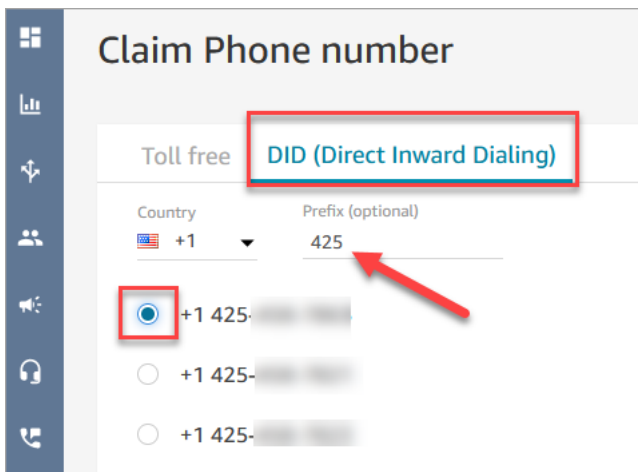 Claim Phone number
Toll free DID (Direct Inward Dialing)
Country Prefix (optional)
+1 425
+1 425-
+1 425-
+1 425-